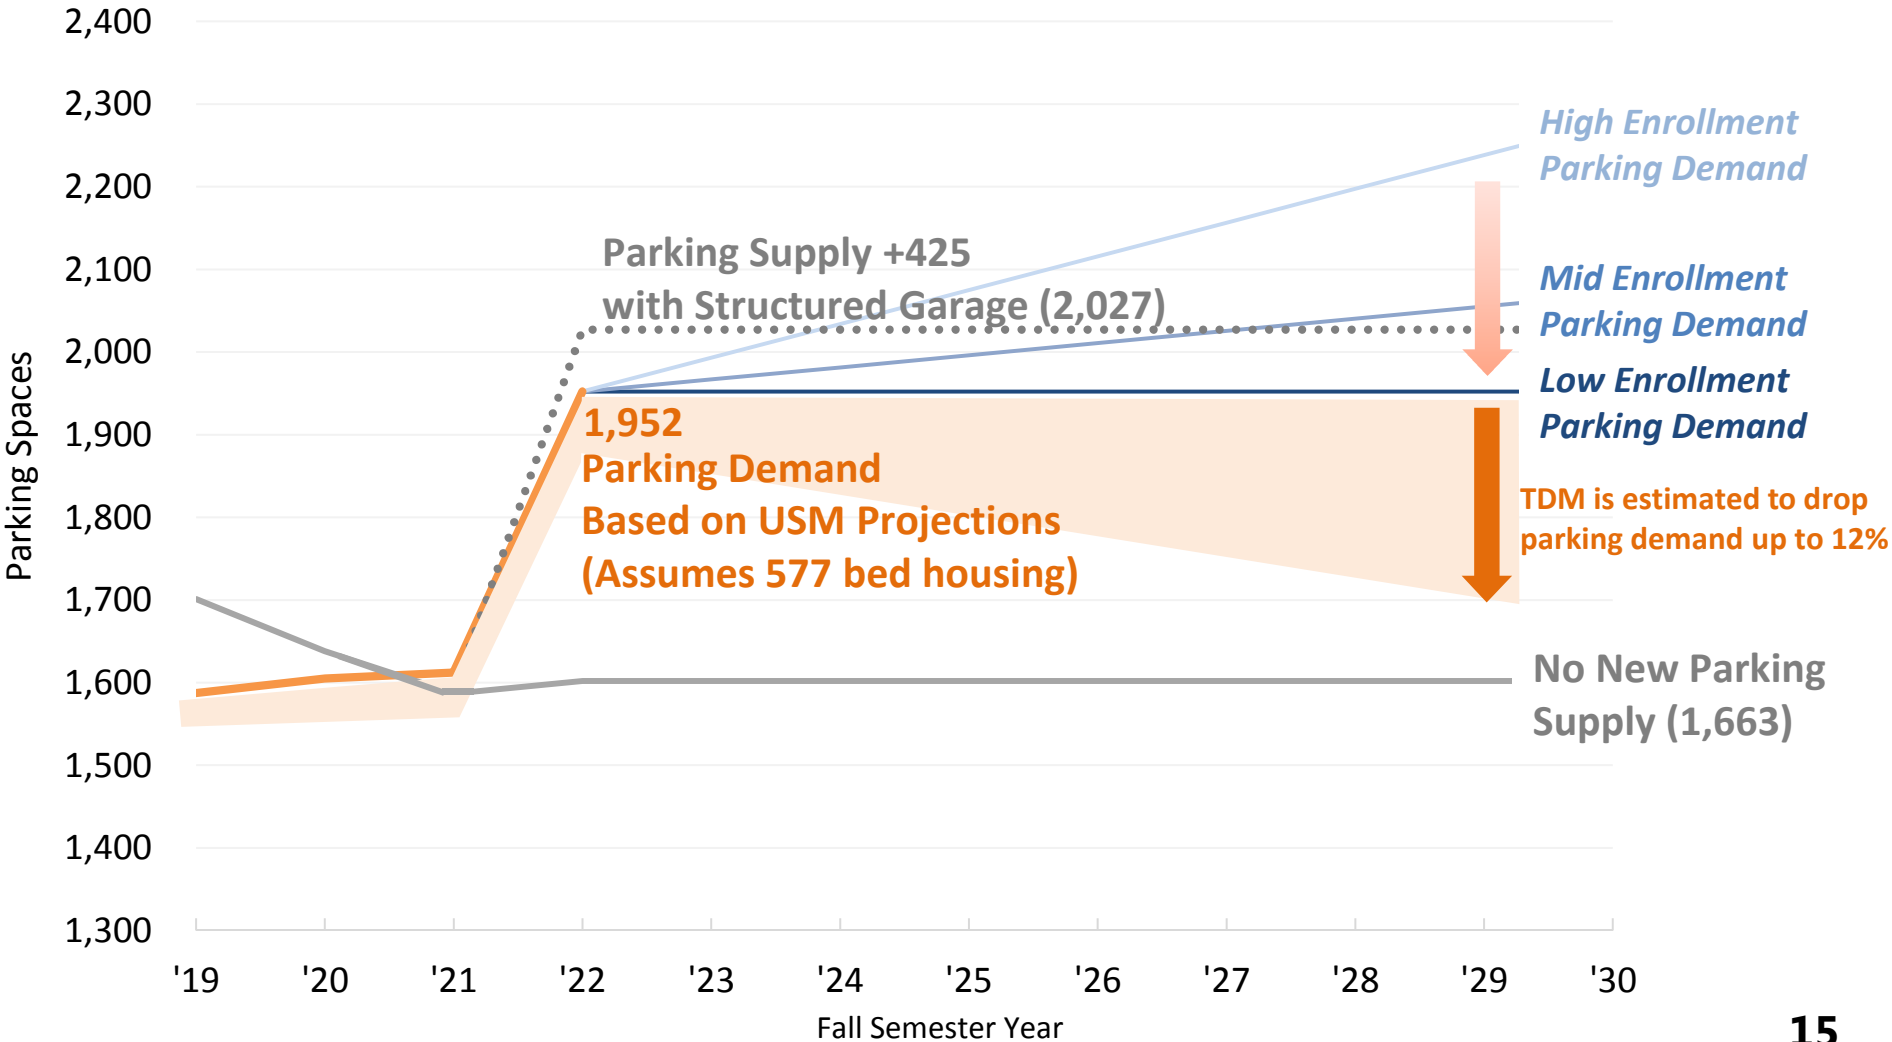 2,400
2,300
2,200
2,100
2,000
1,900
1,800
1,700
1,600
1,500
1,400
1,300
Parking Spaces
'19 '20 '21 '22 '23 '24 '25 '26 '27 '28 '29 '30
Fall Semester Year
Parking Supply +425
with Structured Garage (2,027)
1,952
Parking Demand
Based on USM Projections
(Assumes 577 bed housing)
High Enrollment
Parking Demand
Mid Enrollment
Parking Demand
Low Enrollment
Parking Demand
TDM is estimated to drop
parking demand up to 12%
No New Parking
Supply (1,663)
15